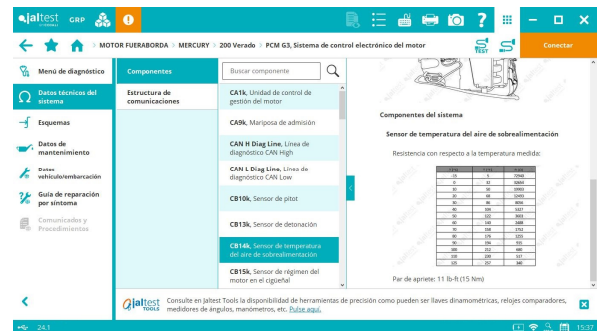 jaltest GRP
MOTOR FUERABORDA > MERCURY > 200 Verado > PCM G3, Sistema de control electrónico del motor
TEST
Conectar
Menú de diagnóstico
Datos técnicos del sistema
Esquemas
Datos de mantenimiento
Datos vehículo/embarcación
Guía de reparación por síntoma
Comunicados y Procedimientos
Componentes
Estructura de comunicaciones
Buscar componente
CA1k, Unidad de control de gestión del motor
CA9k, Mariposa de admisión
CAN H Diag Line, Línea de diagnóstico CAN High
CAN L Diag Line, Línea de diagnóstico CAN Low
CB10k, Sensor de pitot
CB13k, Sensor de detonación
CB14k, Sensor de temperatura del aire de sobrealimentación
CB15k, Sensor de régimen del motor en el cigüeñal
Componentes del sistema
Sensor de temperatura del aire de sobrealimentación
Resistencia con respecto a la temperatura medida:
Par de apriete: 11 lb-ft (15 Nm)
jaltest TOOLS
Consulte en Jaltest Tools la disponibilidad de herramientas de precisión como pueden ser llaves dinamométricas, relojes comparadores,
medidores de ángulos, manómetros, etc. Pulse aquí.
24.1
15:37